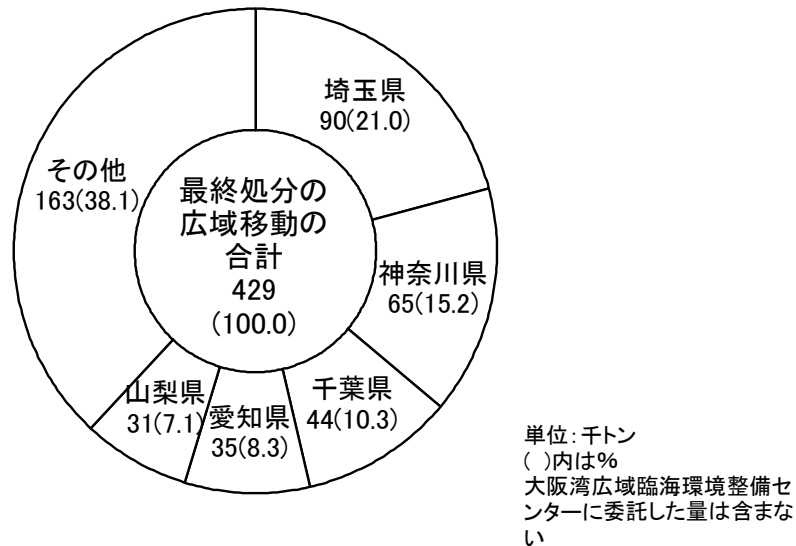 埼玉県
90(21.0)
神奈川県
65(15.2)
千葉県
44(10.3)
愛知県
35(8.3)
山梨県
31(7.1)
その他
163(38.1)
最終処分の
広域移動の
合計
429
(100.0)
単位：千トン
( )内は%
大阪湾広域臨海環境整備セ
ンターに委託した量は含まな
い